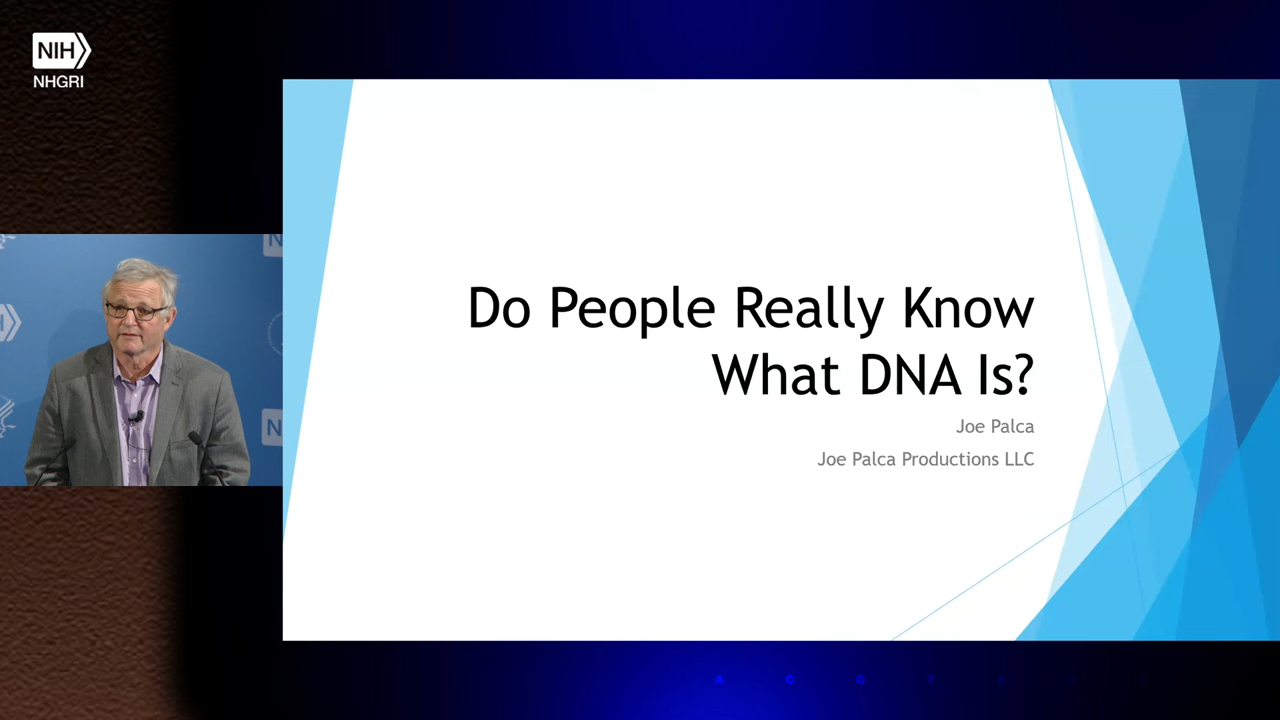 NIH
NHGRI
Do People Really Know
What DNA Is?
Joe Palca
Joe Palca Productions LLC
A C G T